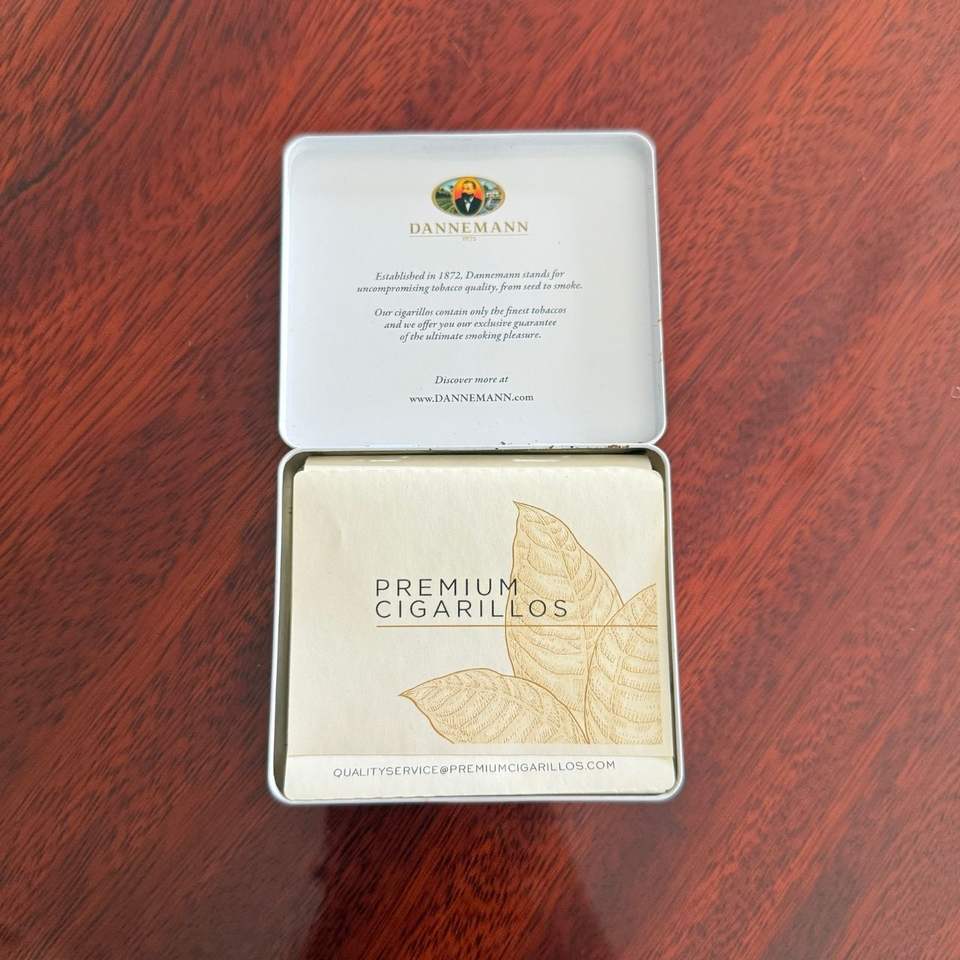 DANNEMANN
Established in 1872, Dannemann stands for
uncompromising tobacco quality, from seed to smoke.
Our cigarillos contain only the finest tobaccos
and we offer you our exclusive guarantee
of the ultimate smoking pleasure.
Discover more at
www.DANNEMANN.com
PREMIUM
CIGARILLOS
QUALITYSERVICE@PREMIUMCIGARILLOS.COM